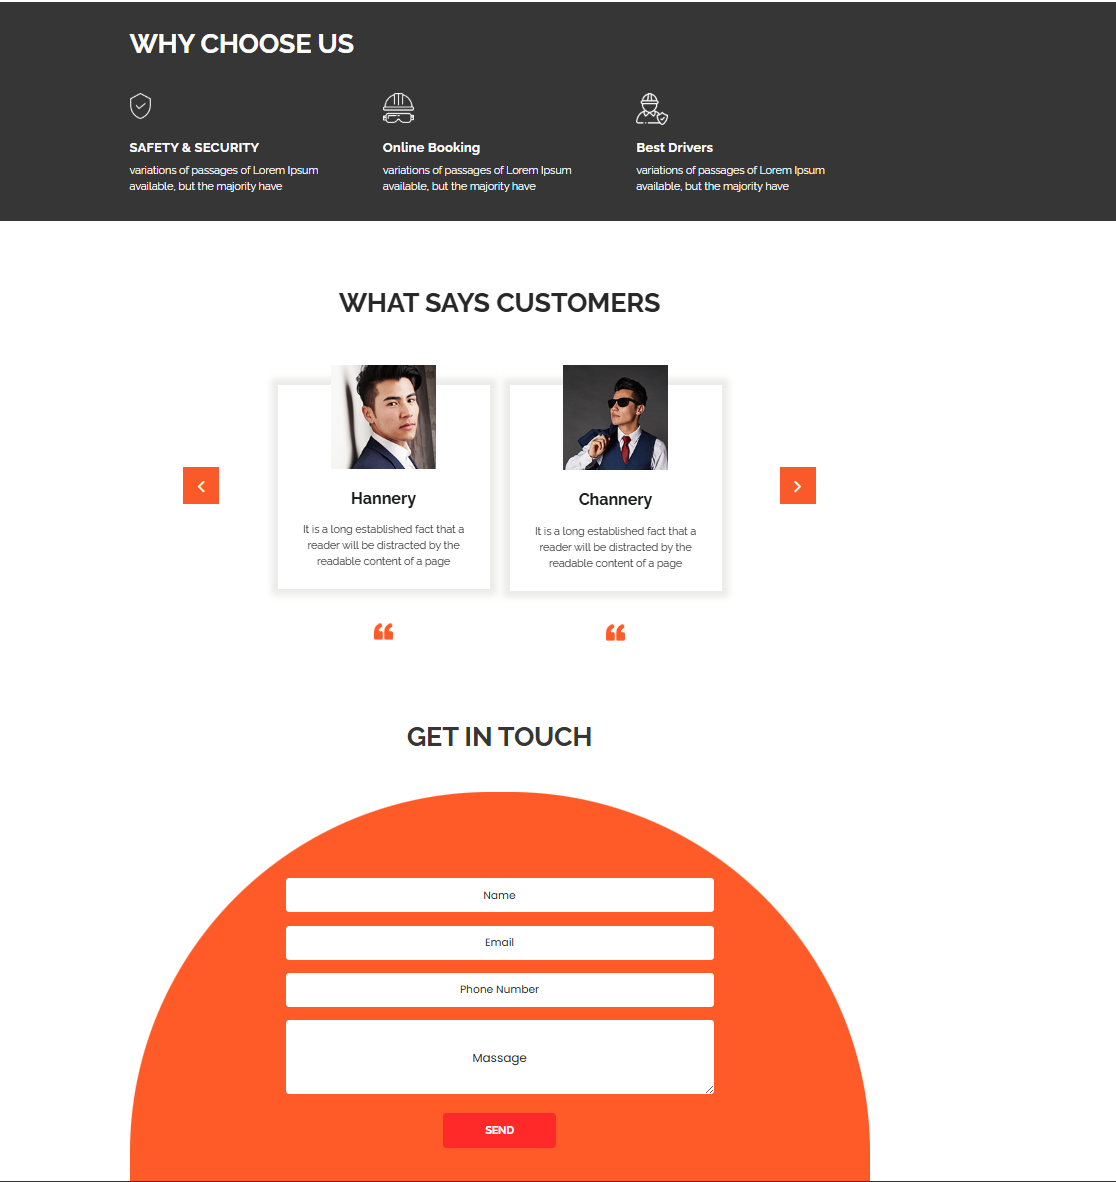 WHY CHOOSE US
SAFETY & SECURITY
variations of passages of Lorem Ipsum
available, but the majority have
Online Booking
variations of passages of Lorem Ipsum
available, but the majority have
Best Drivers
variations of passages of Lorem Ipsum
available, but the majority have
WHAT SAYS CUSTOMERS
Hannery
It is a long established fact that a
reader will be distracted by the
readable content of a page
Channery
It is a long established fact that a
reader will be distracted by the
readable content of a page
GET IN TOUCH
Name
Email
Phone Number
Massage
SEND